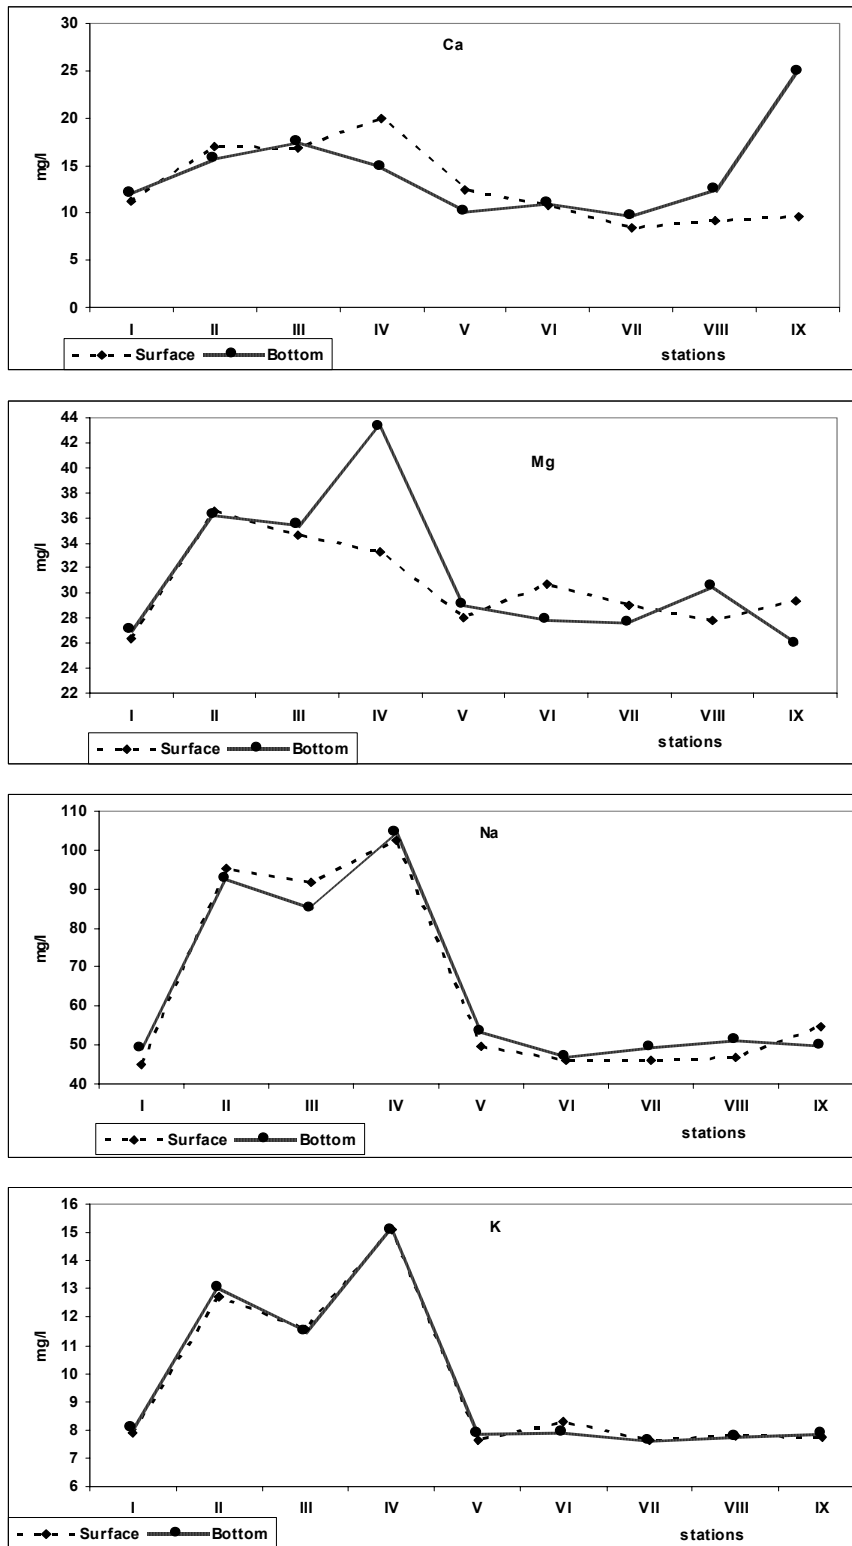 Ca
30
25
20
15
10
5
0
mg/l
I II III IV V VI VII VIII IX
Surface Bottom stations
Mg
44
42
40
38
36
34
32
30
28
26
24
22
mg/l
I II III IV V VI VII VIII IX
Surface Bottom stations
Na
110
100
90
80
70
60
50
40
mg/l
I II III IV V VI VII VIII IX
Surface Bottom stations
K
16
15
14
13
12
11
10
9
8
7
6
mg/l
I II III IV V VI VII VIII IX
Surface Bottom stations